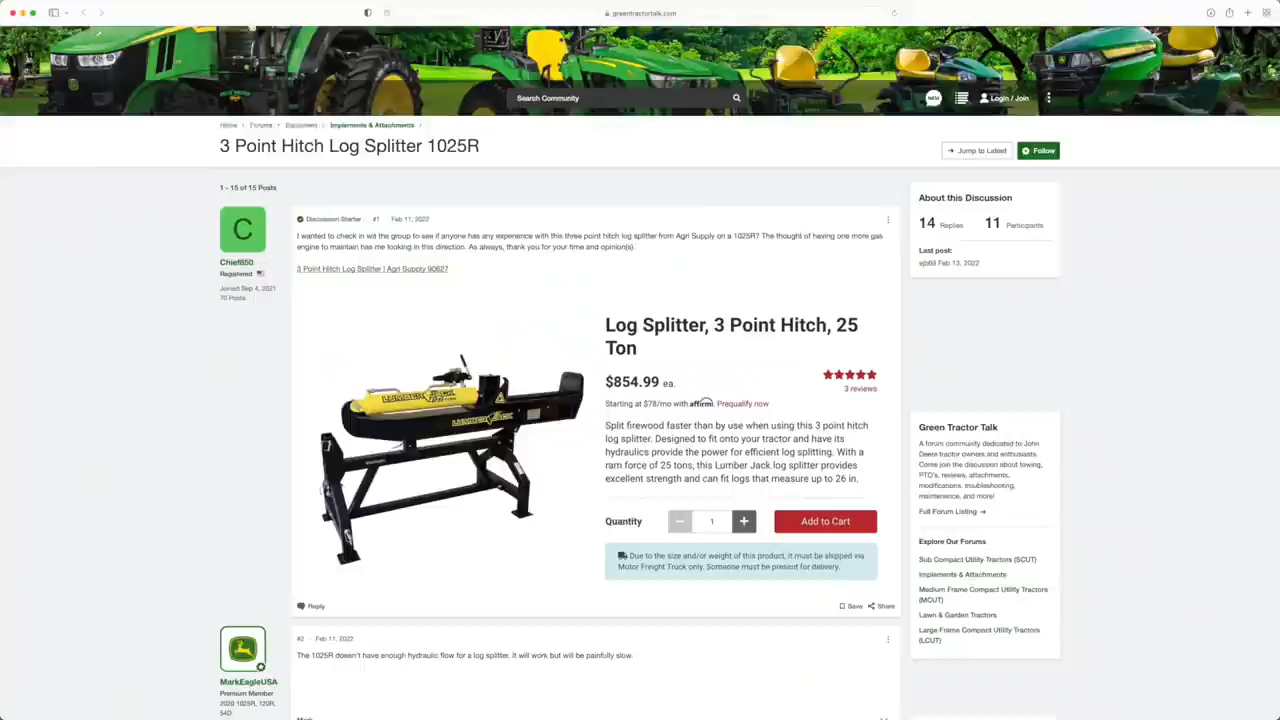 greentractortalk.com
Search Community
Login / Join
Home
Forums
Equipment
Implements & Attachments
3 Point Hitch Log Splitter 1025R
Jump to Latest
Follow
1 - 15 of 15 Posts
C
Chief850
Registered
Joined Sep 4, 2021
70 Posts
Discussion Starter · #1 · Feb 11, 2022
I wanted to check in wit the group to see if anyone has any experience with this three point hitch log splitter from Agri Supply on a 1025R? The thought of having one more gas
engine to maintain has me looking in this direction. As always, thank you for your time and opinion(s).
3 Point Hitch Log Splitter | Agri Supply 90627
LUMBERJACK
LUMBERJACK
Log Splitter, 3 Point Hitch, 25
Ton
$854.99 ea.
3 reviews
Starting at $78/mo with affirm. Prequalify now
Split firewood faster than by use when using this 3 point hitch
log splitter. Designed to fit onto your tractor and have its
hydraulics provide the power for efficient log splitting. With a
ram force of 25 tons, this Lumber Jack log splitter provides
excellent strength and can fit logs that measure up to 26 in.
Quantity
1
Add to Cart
Due to the size and/or weight of this product, it must be shipped via
Motor Freight Truck only. Someone must be present for delivery.
Reply
Save
Share
MarkEagleUSA
Premium Member
2020 1025R, 120R,
54D
#2 · Feb 11, 2022
The 1025R doesn't have enough hydraulic flow for a log splitter. It will work but will be painfully slow.
Mark
About this Discussion
14 Replies
11 Participants
Last post:
ejb69 Feb 13, 2022
Green Tractor Talk
A forum community dedicated to John
Deere tractor owners and enthusiasts.
Come join the discussion about towing,
PTO's, reviews, attachments,
modifications, troubleshooting,
maintenance, and more!
Full Forum Listing
Explore Our Forums
Sub Compact Utility Tractors (SCUT)
Implements & Attachments
Medium Frame Compact Utility Tractors
(MCUT)
Lawn & Garden Tractors
Large Frame Compact Utility Tractors
(LCUT)